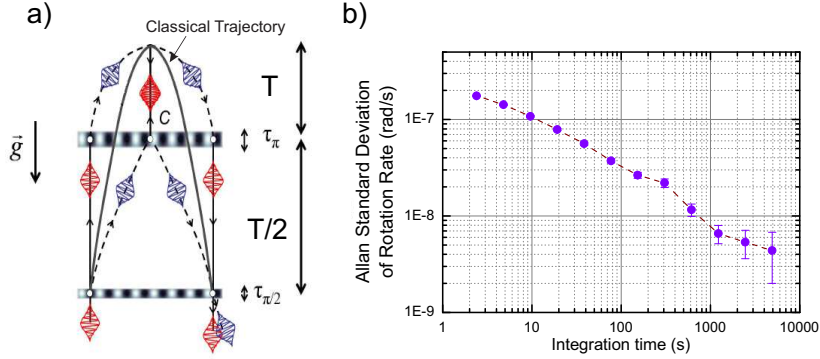 a)
Classical Trajectory
T
C
τπ
g⃗
T/2
τπ/2
b)
Allan Standard Deviation
of Rotation Rate (rad/s)
1E-7
1E-8
1E-9
1
10
100
1000
10000
Integration time (s)